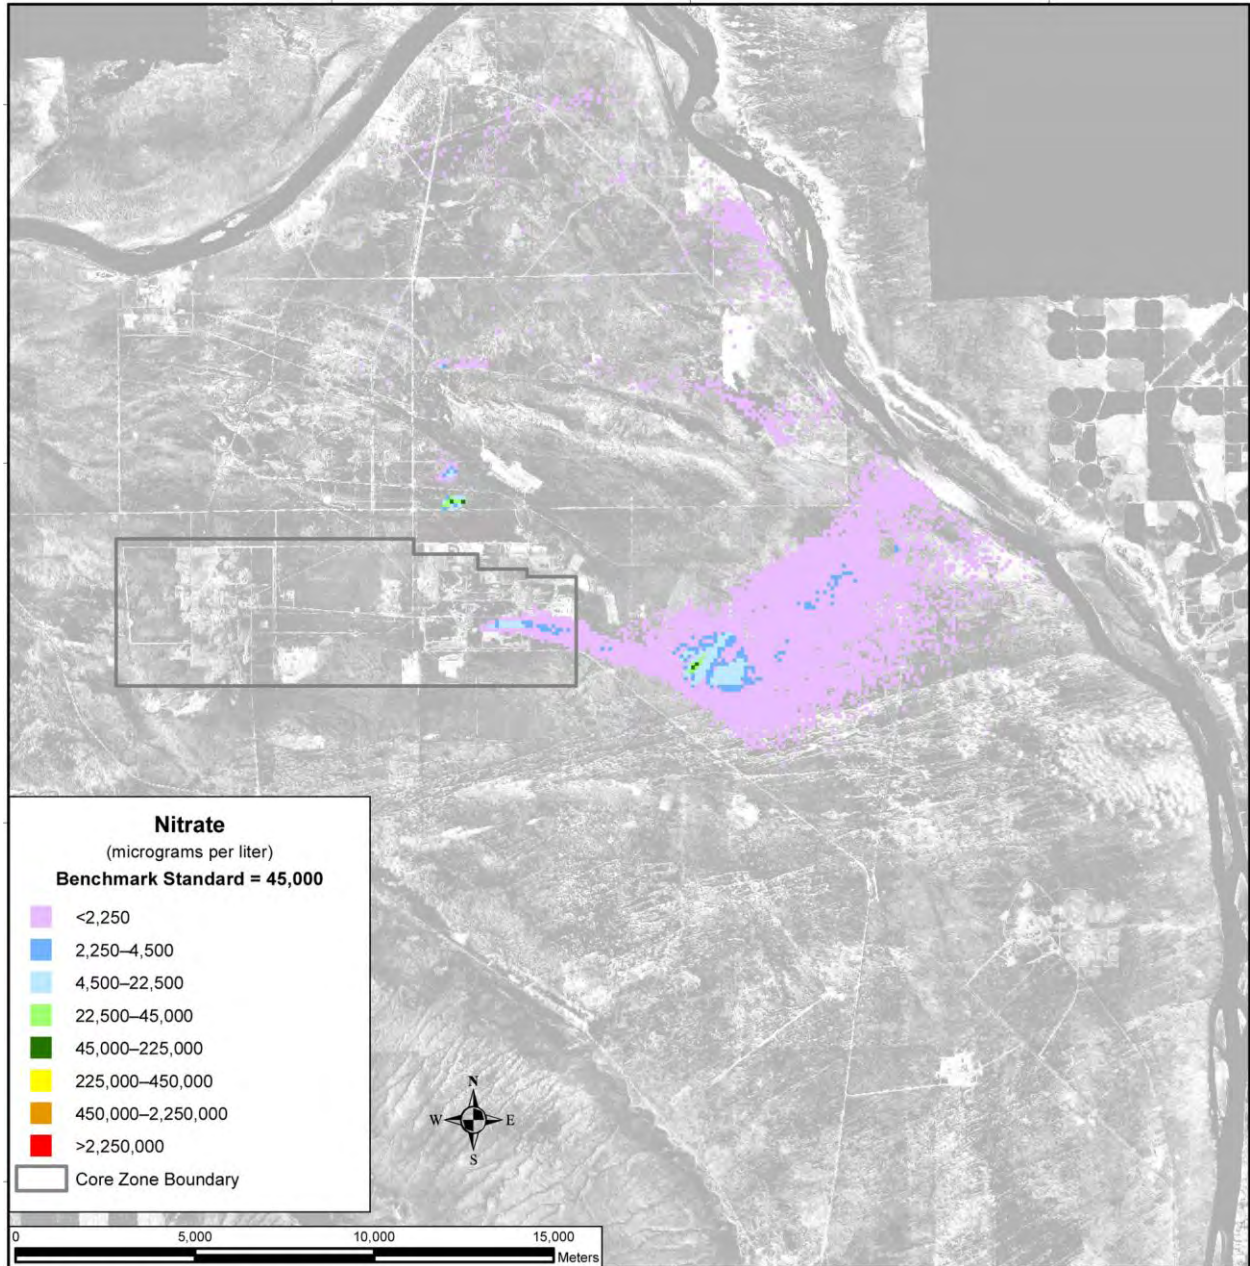 N
W E
S
Nitrate
(micrograms per liter)
Benchmark Standard = 45,000
<2,250
2,250–4,500
4,500–22,500
22,500–45,000
45,000–225,000
225,000–450,000
450,000–2,250,000
>2,250,000
Core Zone Boundary
0 5,000 10,000 15,000
Meters